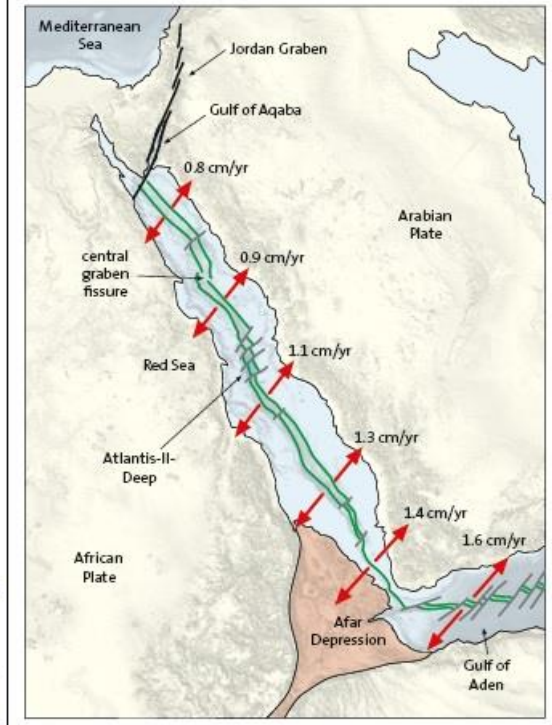 Mediterranean
Sea
Jordan Graben
Gulf of Aqaba
0.8 cm/yr
Arabian
Plate
central
graben
fissure
0.9 cm/yr
Red Sea
1.1 cm/yr
Atlantis-II-
Deep
1.3 cm/yr
1.4 cm/yr
1.6 cm/yr
African
Plate
Afar
Depression
Gulf of
Aden